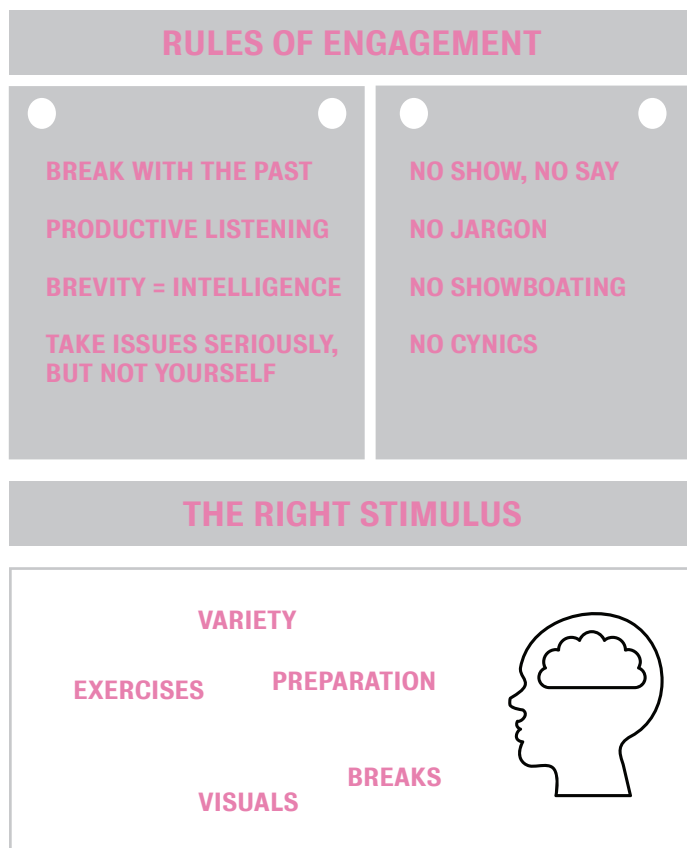 RULES OF ENGAGEMENT
BREAK WITH THE PAST
PRODUCTIVE LISTENING
BREVITY = INTELLIGENCE
TAKE ISSUES SERIOUSLY,
BUT NOT YOURSELF
NO SHOW, NO SAY
NO JARGON
NO SHOWBOATING
NO CYNICS
THE RIGHT STIMULUS
VARIETY
EXERCISES
PREPARATION
BREAKS
VISUALS